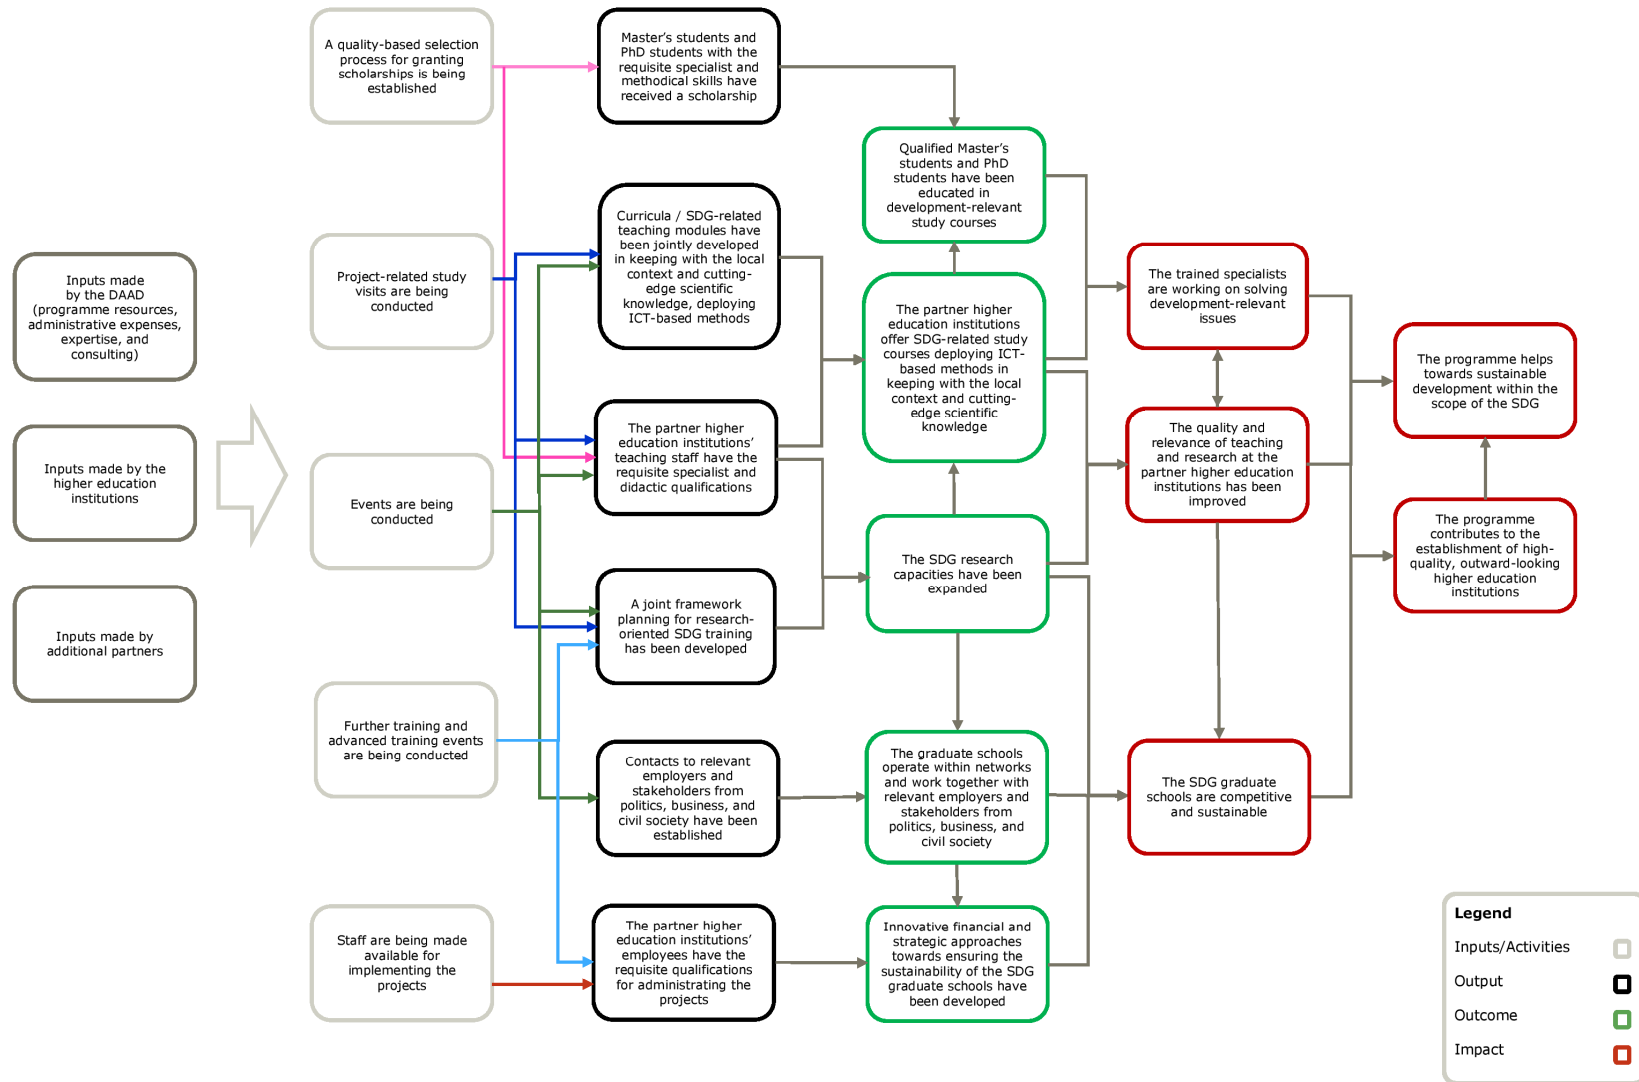 Inputs made
by the DAAD
(programme resources,
administrative expenses,
expertise, and
consulting)
Inputs made by the
higher education
institutions
Inputs made by
additional partners
A quality-based selection
process for granting
scholarships is being
established
Project-related study
visits are being
conducted
Events are being
conducted
Further training and
advanced training events
are being conducted
Staff are being made
available for
implementing the
projects
Master’s students and
PhD students with the
requisite specialist and
methodical skills have
received a scholarship
Curricula / SDG-related
teaching modules have
been jointly developed
in keeping with the local
context and cutting-
edge scientific
knowledge, deploying
ICT-based methods
The partner higher
education institutions’
teaching staff have the
requisite specialist and
didactic qualifications
A joint framework
planning for research-
oriented SDG training
has been developed
Contacts to relevant
employers and
stakeholders from
politics, business, and
civil society have been
established
The partner higher
education institutions’
employees have the
requisite qualifications
for administrating the
projects
Qualified Master’s
students and PhD
students have been
educated in
development-relevant
study courses
The partner higher
education institutions
offer SDG-related study
courses deploying ICT-
based methods in
keeping with the local
context and cutting-
edge scientific
knowledge
The SDG research
capacities have been
expanded
The graduate schools
operate within networks
and work together with
relevant employers and
stakeholders from
politics, business, and
civil society
Innovative financial and
strategic approaches
towards ensuring the
sustainability of the SDG
graduate schools have
been developed
The trained specialists
are working on solving
development-relevant
issues
The quality and
relevance of teaching
and research at the
partner higher education
institutions has been
improved
The SDG graduate
schools are competitive
and sustainable
The programme helps
towards sustainable
development within the
scope of the SDG
The programme
contributes to the
establishment of high-
quality, outward-looking
higher education
institutions
Legend
Inputs/Activities
Output
Outcome
Impact